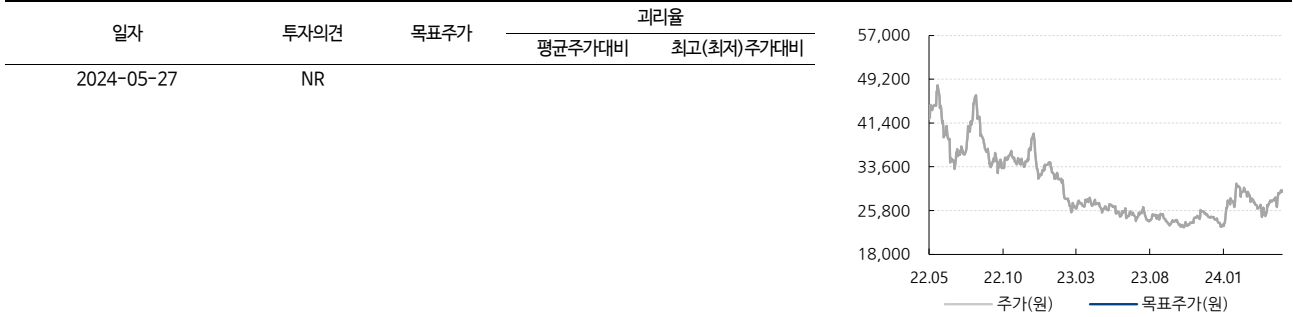 일자 투자의견 목표주가 괴리율
평균주가대비 최고(최저)주가대비
2024-05-27 NR
57,000
49,200
41,400
33,600
25,800
18,000
22.05 22.10 23.03 23.08 24.01
주가(원) 목표주가(원)